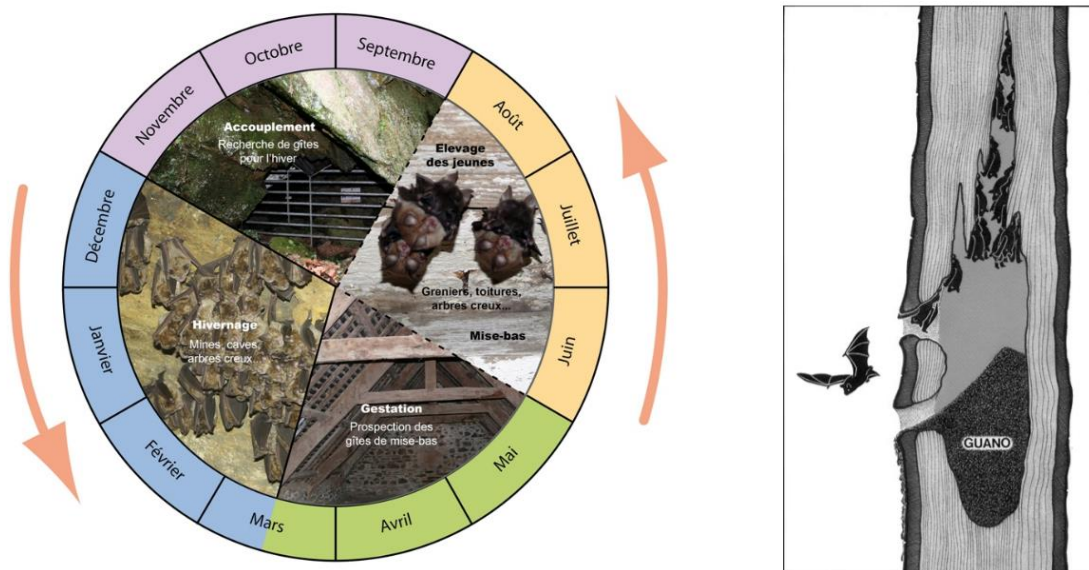 Septembre
Octobre
Novembre
Décembre
Janvier
Février
Mars
Avril
Mai
Juin
Juillet
Août
Accouplement
Recherche de gîtes
pour l'hiver
Elevage
des jeunes
Greniers, toitures,
arbres creux...
Mise-bas
Hivernage
Mines, caves,
arbres creux...
Gestation
Prospection des
gîtes de mise-bas
GUANO